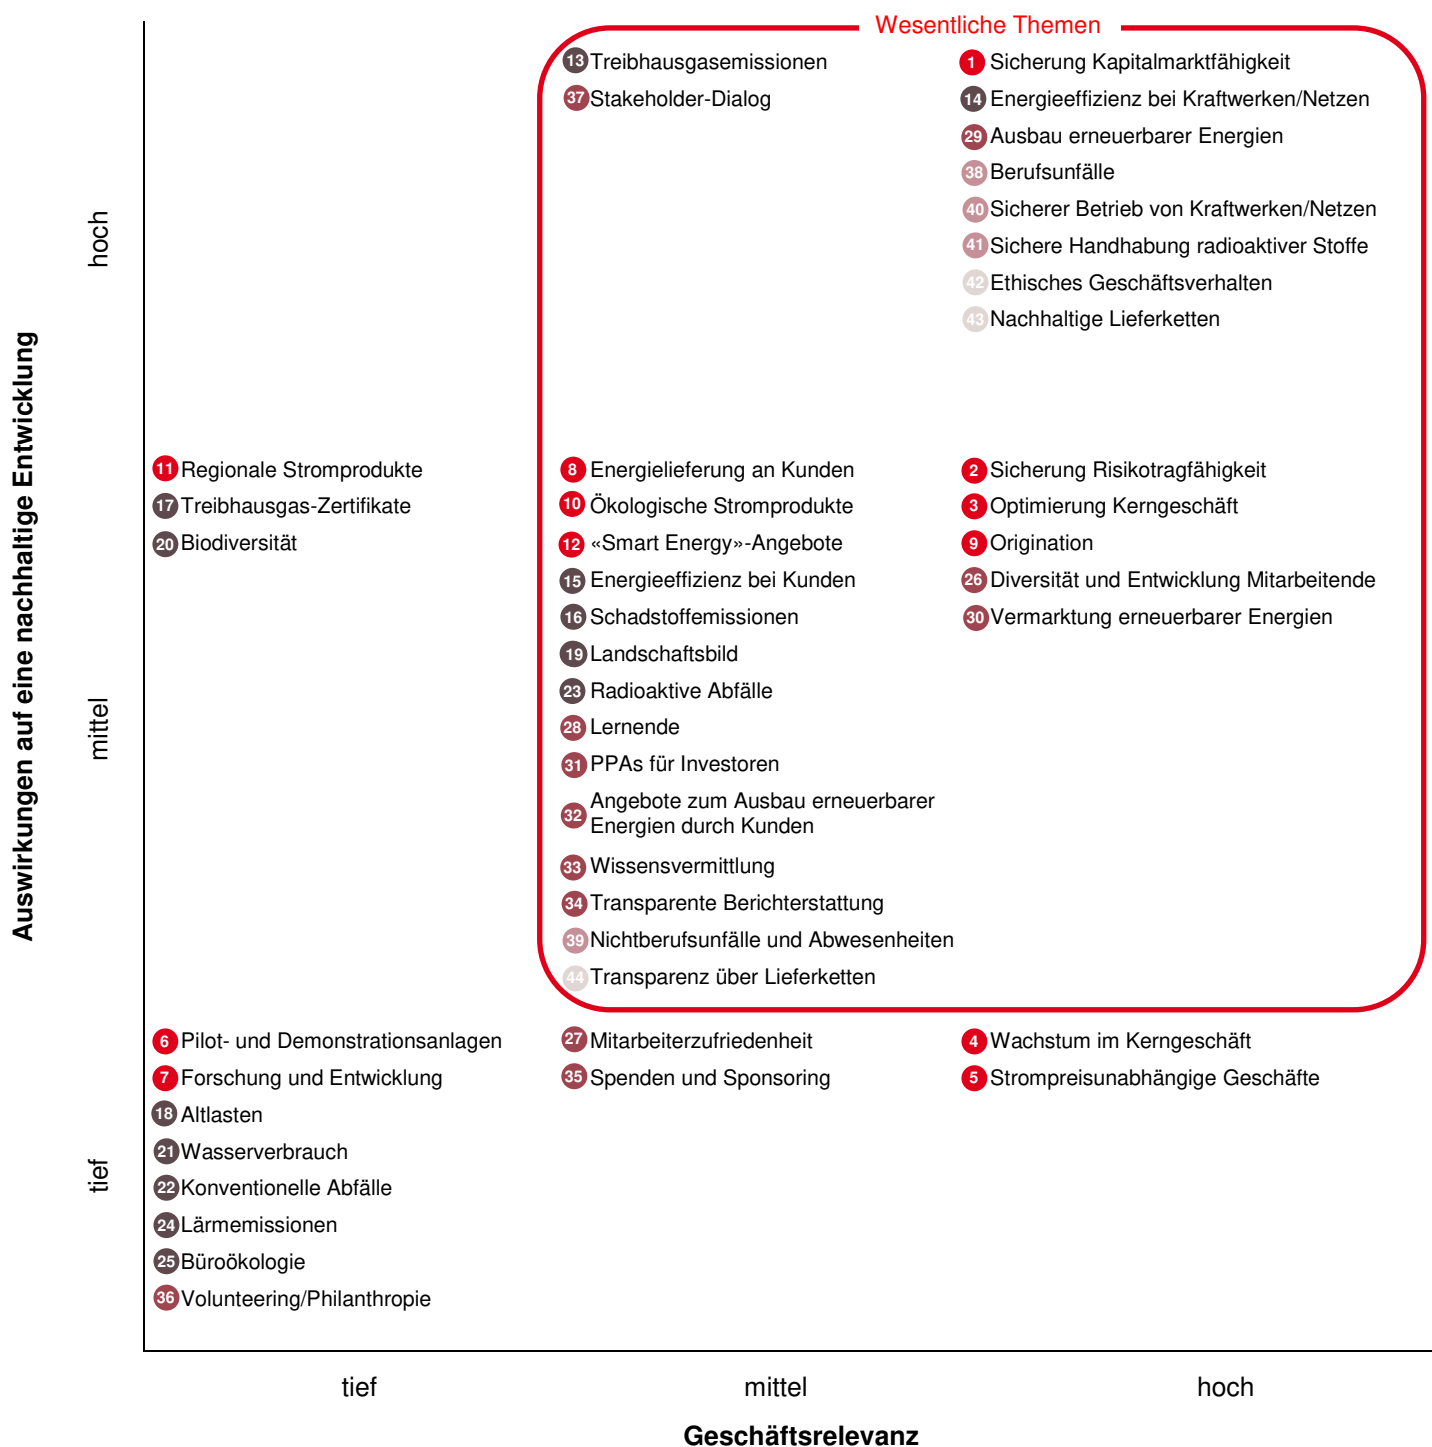 Wesentliche Themen
Auswirkungen auf eine nachhaltige Entwicklung
hoch
13 Treibhausgasemissionen
37 Stakeholder-Dialog
1 Sicherung Kapitalmarktfähigkeit
14 Energieeffizienz bei Kraftwerken/Netzen
29 Ausbau erneuerbarer Energien
38 Berufsunfälle
40 Sicherer Betrieb von Kraftwerken/Netzen
41 Sichere Handhabung radioaktiver Stoffe
42 Ethisches Geschäftsverhalten
43 Nachhaltige Lieferketten
mittel
11 Regionale Stromprodukte
17 Treibhausgas-Zertifikate
20 Biodiversität
8 Energielieferung an Kunden
10 Ökologische Stromprodukte
12 «Smart Energy»-Angebote
15 Energieeffizienz bei Kunden
16 Schadstoffemissionen
19 Landschaftsbild
23 Radioaktive Abfälle
28 Lernende
31 PPAs für Investoren
32 Angebote zum Ausbau erneuerbarer
Energien durch Kunden
33 Wissensvermittlung
34 Transparente Berichterstattung
39 Nichtberufsunfälle und Abwesenheiten
44 Transparenz über Lieferketten
2 Sicherung Risikotragfähigkeit
3 Optimierung Kerngeschäft
9 Origination
26 Diversität und Entwicklung Mitarbeitende
30 Vermarktung erneuerbarer Energien
tief
6 Pilot- und Demonstrationsanlagen
7 Forschung und Entwicklung
18 Altlasten
21 Wasserverbrauch
22 Konventionelle Abfälle
24 Lärmemissionen
25 Büroökologie
36 Volunteering/Philanthropie
27 Mitarbeiterzufriedenheit
35 Spenden und Sponsoring
4 Wachstum im Kerngeschäft
5 Strompreisunabhängige Geschäfte
tief
mittel
hoch
Geschäftsrelevanz